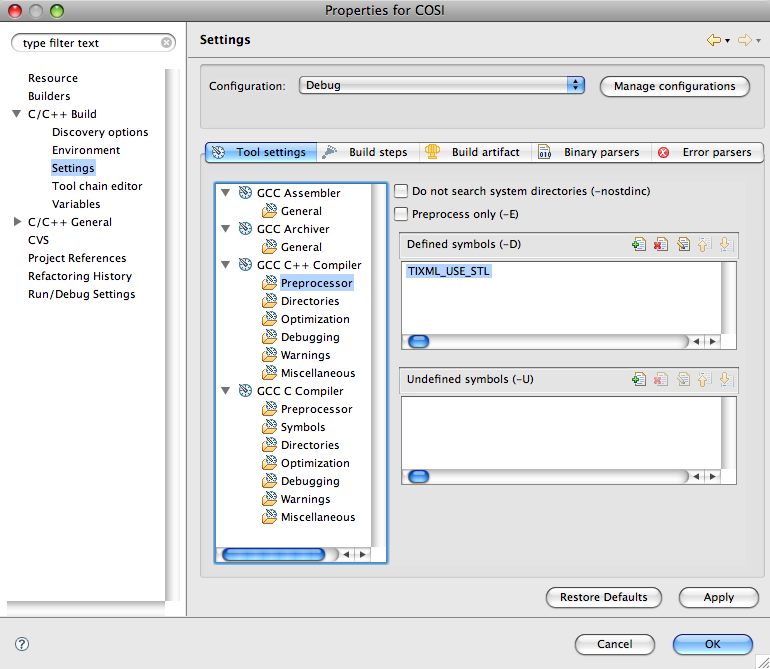 Properties for COSI
type filter text
Settings
Resource
Builders
C/C++ Build
Discovery options
Environment
Settings
Tool chain editor
Variables
C/C++ General
CVS
Project References
Refactoring History
Run/Debug Settings
Configuration: Debug Manage configurations
Tool settings Build steps Build artifact Binary parsers Error parsers
GCC Assembler
General
GCC Archiver
General
GCC C++ Compiler
Preprocessor
Directories
Optimization
Debugging
Warnings
Miscellaneous
GCC C Compiler
Preprocessor
Symbols
Directories
Optimization
Debugging
Warnings
Miscellaneous
Do not search system directories (-nostdinc)
Preprocess only (-E)
Defined symbols (-D)
TIXML_USE_STL
Undefined symbols (-U)
Restore Defaults Apply
Cancel OK